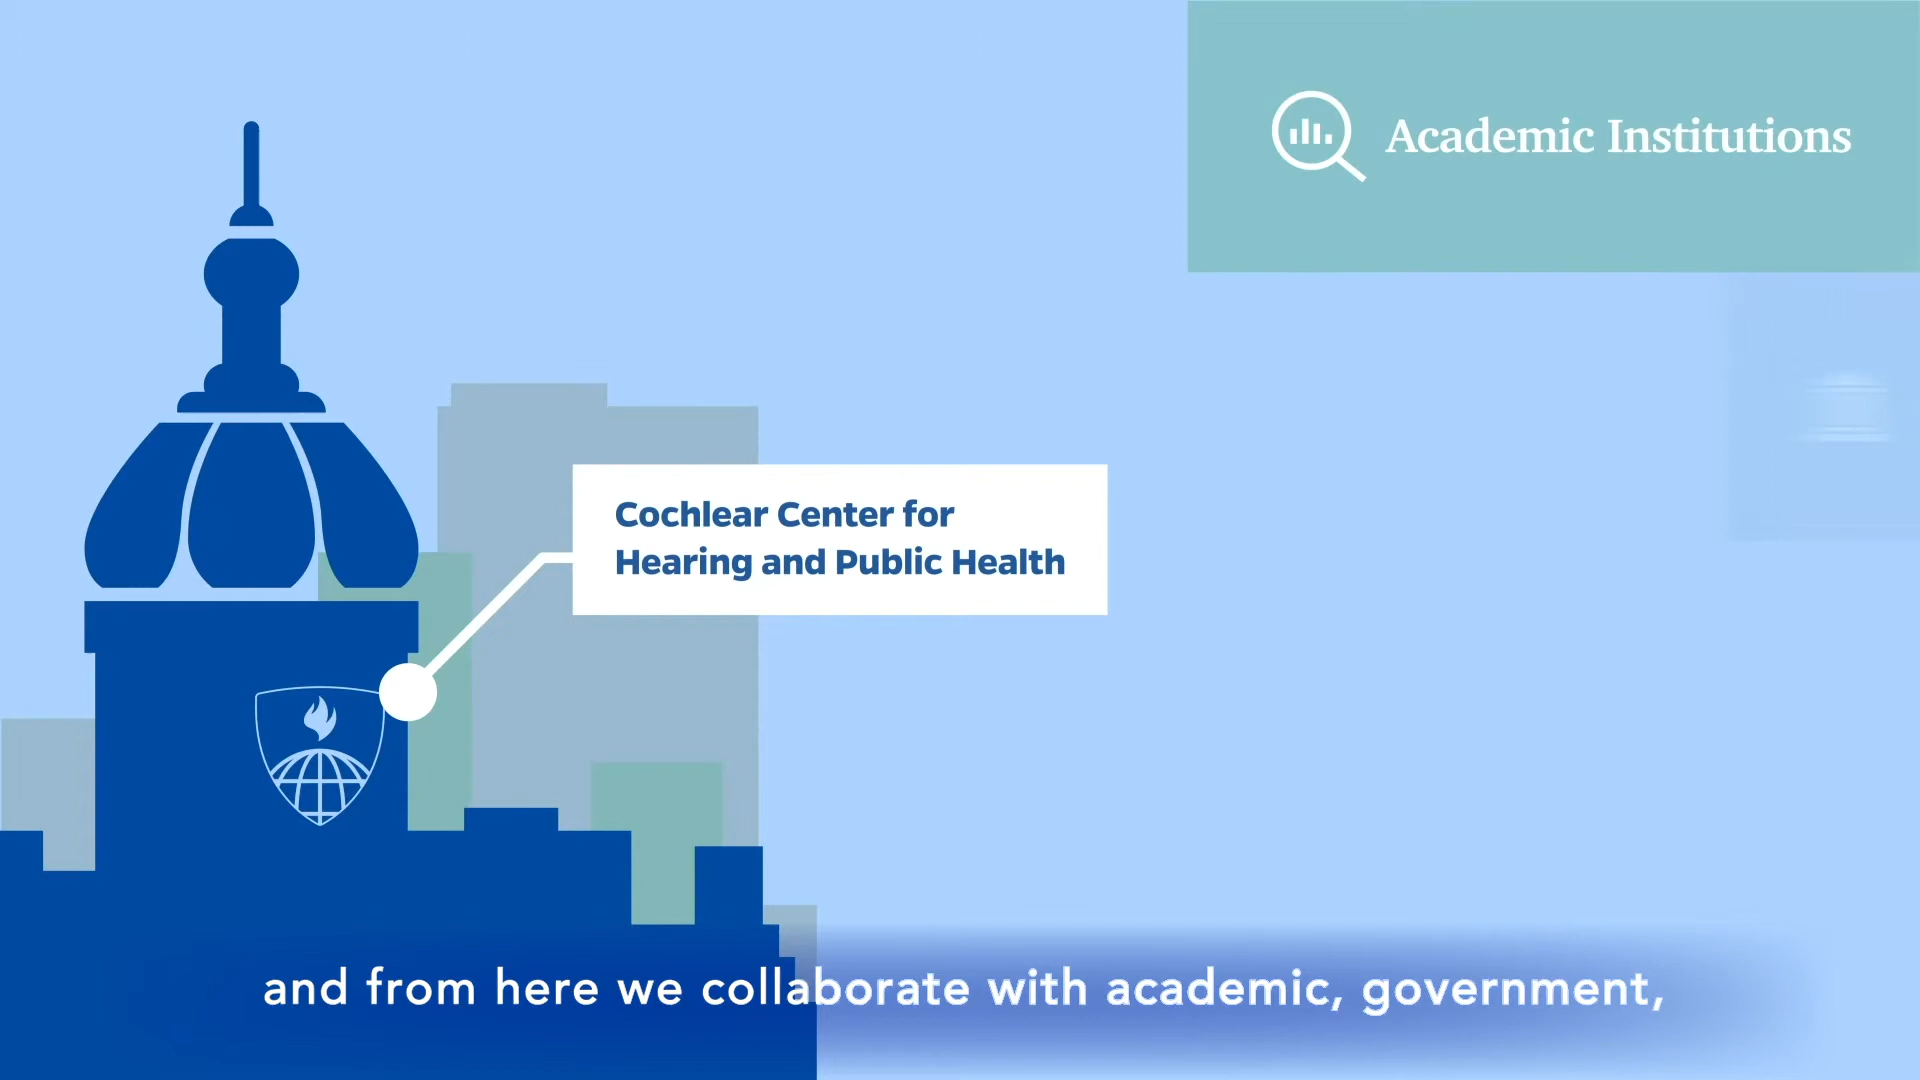 Academic Institutions
Cochlear Center for
Hearing and Public Health
and from here we collaborate with academic, government,